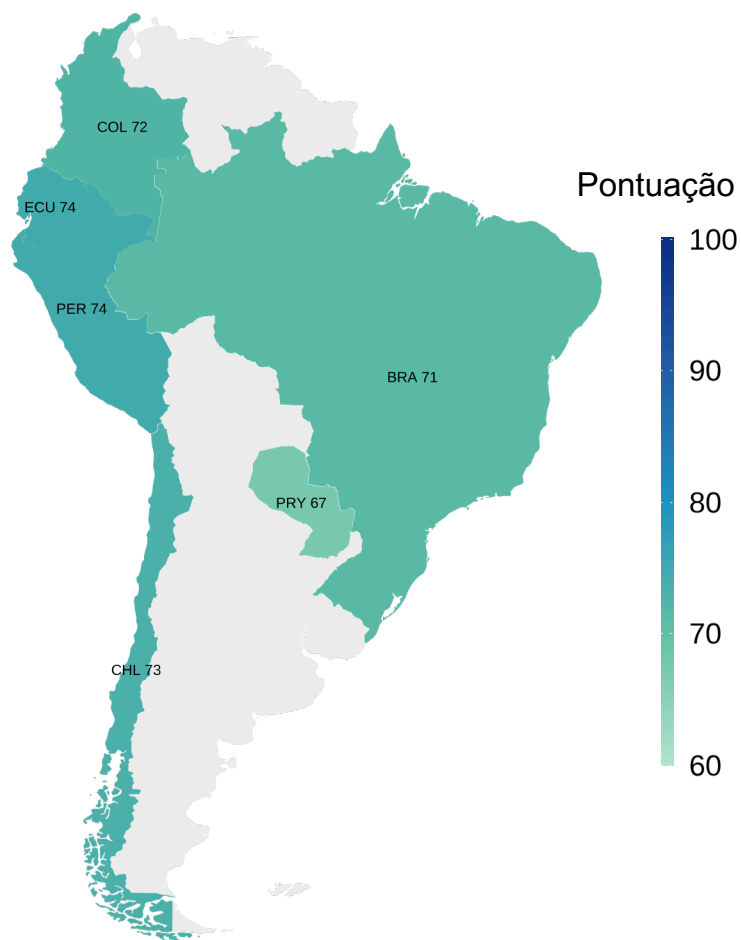 COL 72
Pontuação
ECU 74
100
PER 74
90
BRA 71
80
PRY 67
70
CHL 73
60